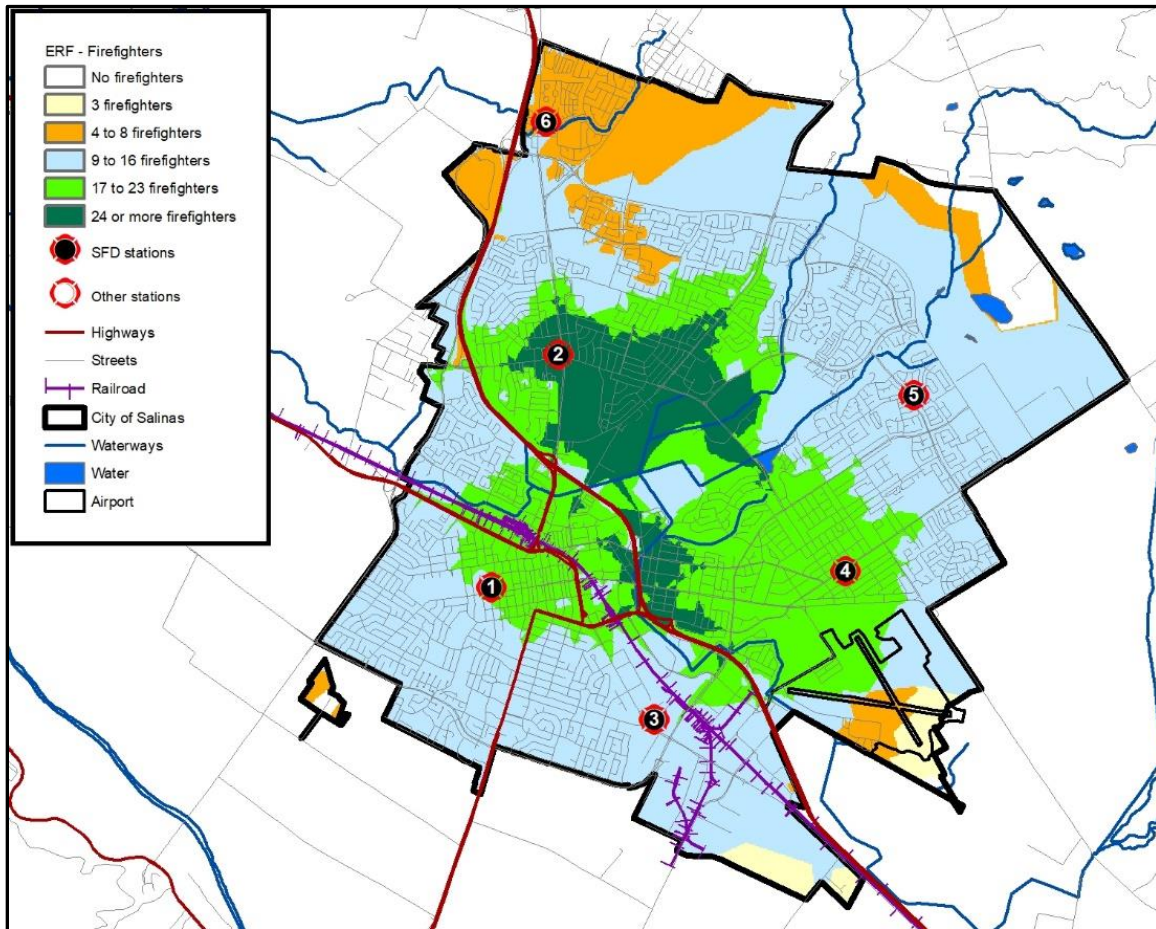 ERF - Firefighters
No firefighters
3 firefighters
4 to 8 firefighters
9 to 16 firefighters
17 to 23 firefighters
24 or more firefighters
SFD stations
Other stations
Highways
Streets
Railroad
City of Salinas
Waterways
Water
Airport
6
2
5
4
1
3